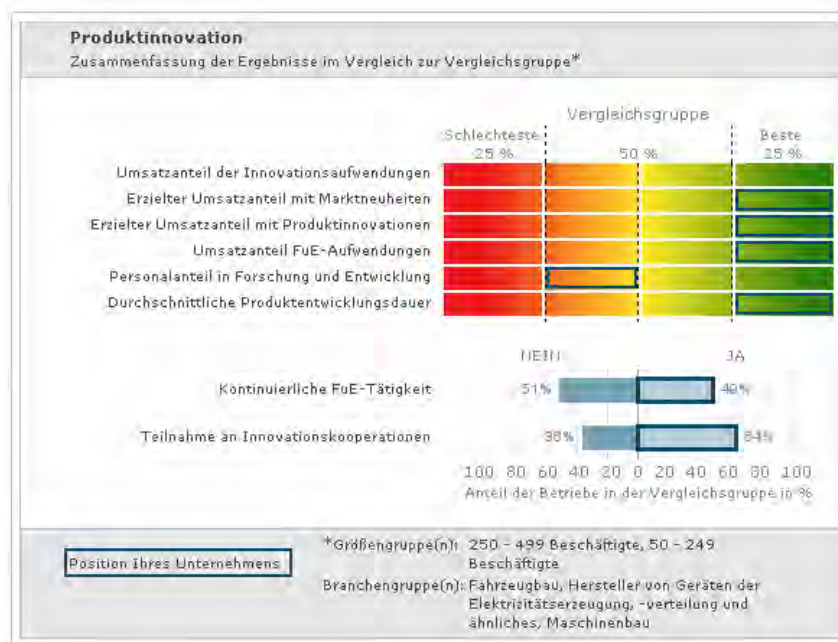 Produktinnovation
Zusammenfassung der Ergebnisse im Vergleich zur Vergleichsgruppe*
Vergleichsgruppe
Schlechteste
25 %
50 %
Beste
25 %
Umsatzanteil der Innovationsaufwendungen
Erzielter Umsatzanteil mit Marktneuheiten
Erzielter Umsatzanteil mit Produktinnovationen
Umsatzanteil FuE-Aufwendungen
Personalanteil in Forschung und Entwicklung
Durchschnittliche Produktentwicklungsdauer
NEIN JA
Kontinuierliche FuE-Tätigkeit 51% 49%
Teilnahme an Innovationskooperationen 36% 64%
100 80 60 40 20 0 20 40 60 80 100
Anteil der Betriebe in der Vergleichsgruppe in %
Position Ihres Unternehmens
*Größengruppe(n): 250 - 499 Beschäftigte, 50 - 249
Beschäftigte
Branchengruppe(n): Fahrzeugbau, Hersteller von Geräten der
Elektrizitätserzeugung, -verteilung und
ähnliches, Maschinenbau